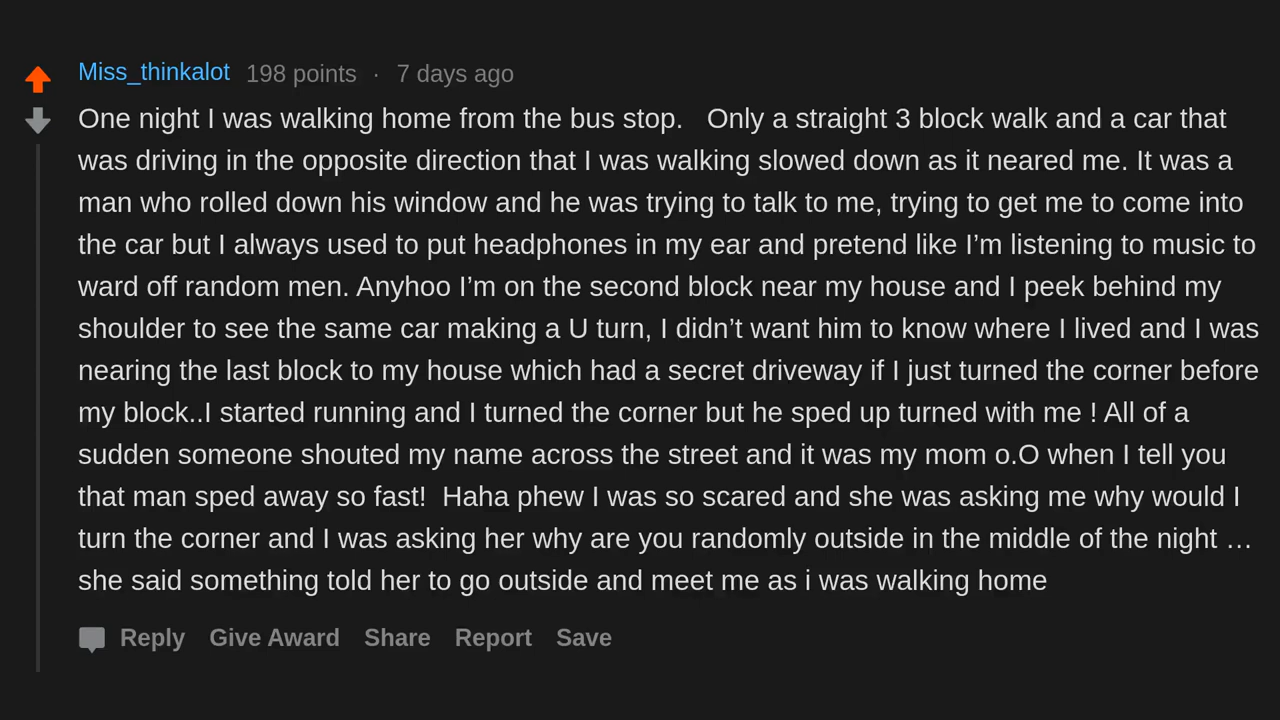 Miss_thinkalot 198 points · 7 days ago
One night I was walking home from the bus stop.   Only a straight 3 block walk and a car that
was driving in the opposite direction that I was walking slowed down as it neared me. It was a
man who rolled down his window and he was trying to talk to me, trying to get me to come into
the car but I always used to put headphones in my ear and pretend like I’m listening to music to
ward off random men. Anyhoo I’m on the second block near my house and I peek behind my
shoulder to see the same car making a U turn, I didn’t want him to know where I lived and I was
nearing the last block to my house which had a secret driveway if I just turned the corner before
my block..I started running and I turned the corner but he sped up turned with me ! All of a
sudden someone shouted my name across the street and it was my mom o.O when I tell you
that man sped away so fast!  Haha phew I was so scared and she was asking me why would I
turn the corner and I was asking her why are you randomly outside in the middle of the night …
she said something told her to go outside and meet me as i was walking home
Reply Give Award Share Report Save